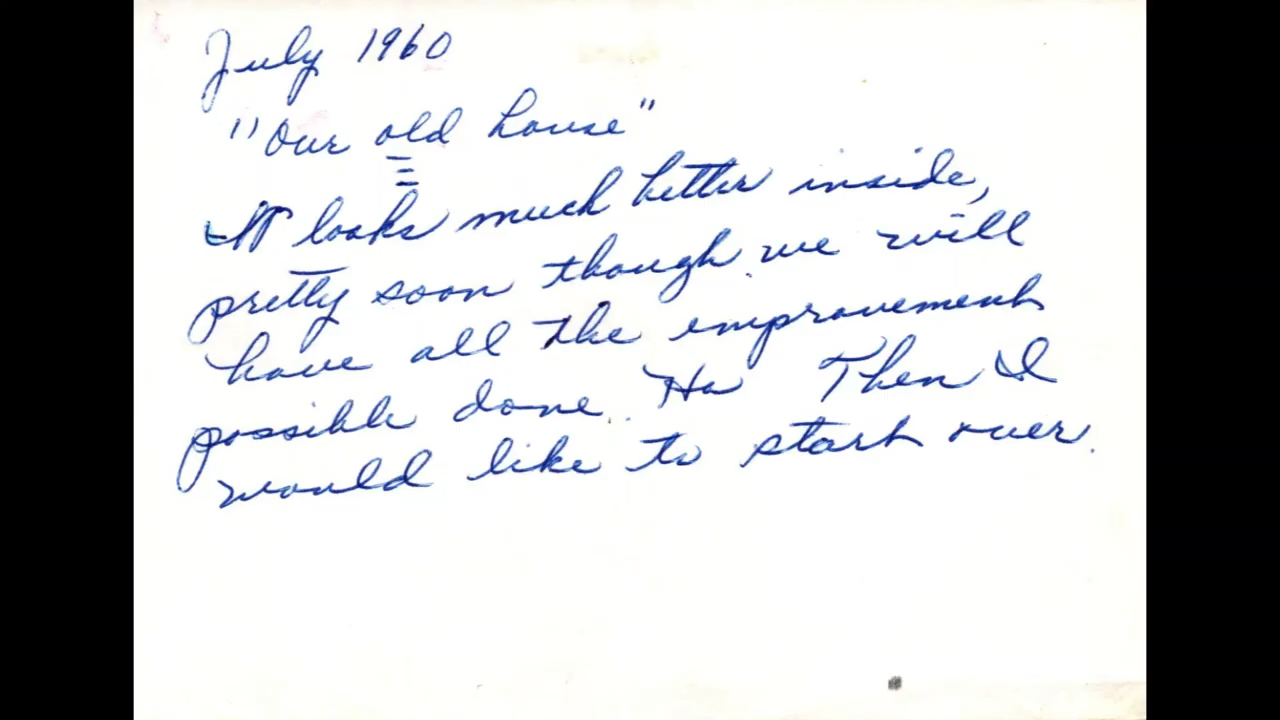 July 1960
"Our old house"
It looks much better inside,
pretty soon though we will
have all the improvements
possible done. Ha Then I
would like to start over.